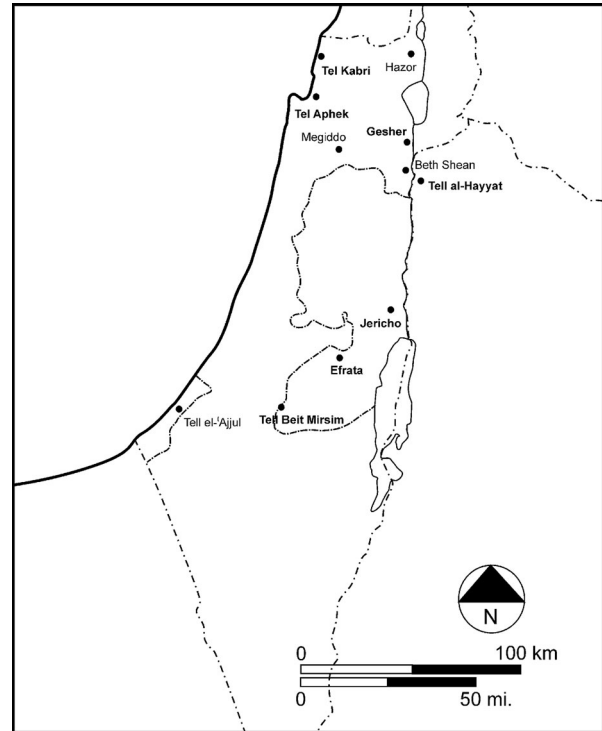 Tel Kabri
Hazor
Tel Aphek
Megiddo
Gesher
Beth Shean
Tell al-Hayyat
Jericho
Efrata
Tell el-‛Ajjul
Tell Beit Mirsim
N
0 100 km
0 50 mi.